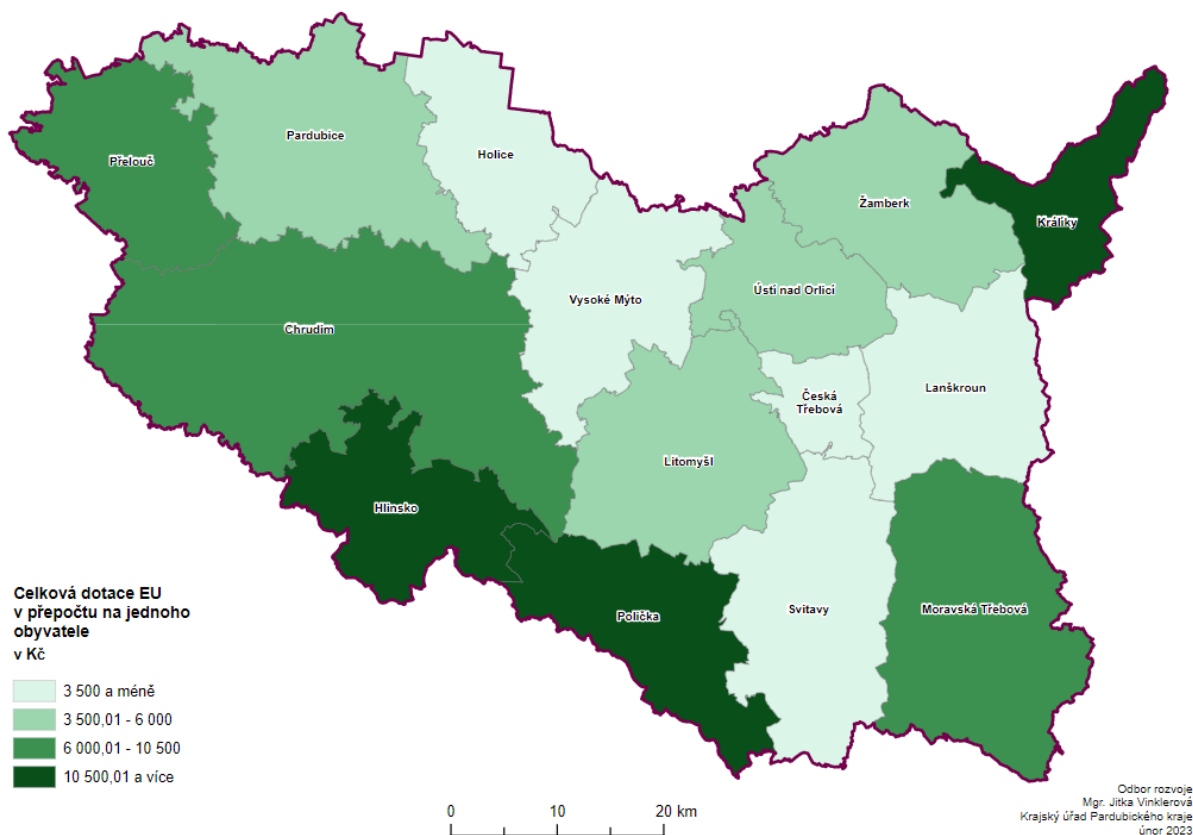 Pardubice
Holice
Přelouč
Žamberk
Králíky
Ústí nad Orlicí
Vysoké Mýto
Chrudim
Lanškroun
Česká
Třebová
Litomyšl
Hlinsko
Svitavy
Moravská Třebová
Polička
Celková dotace EU
v přepočtu na jednoho
obyvatele
v Kč
3 500 a méně
3 500,01 - 6 000
6 000,01 - 10 500
10 500,01 a více
0 10 20 km
Odbor rozvoje
Mgr. Jitka Vinklerová
Krajský úřad Pardubického kraje
únor 2023